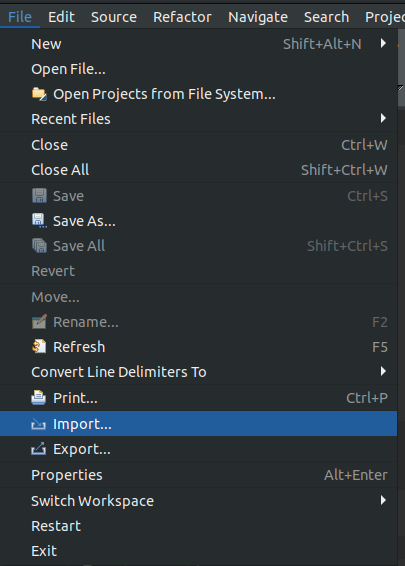 File Edit Source Refactor Navigate Search Projec
New Shift+Alt+N
Open File...
Open Projects from File System...
Recent Files
Close Ctrl+W
Close All Shift+Ctrl+W
Save Ctrl+S
Save As...
Save All Shift+Ctrl+S
Revert
Move...
Rename... F2
Refresh F5
Convert Line Delimiters To
Print... Ctrl+P
Import...
Export...
Properties Alt+Enter
Switch Workspace
Restart
Exit